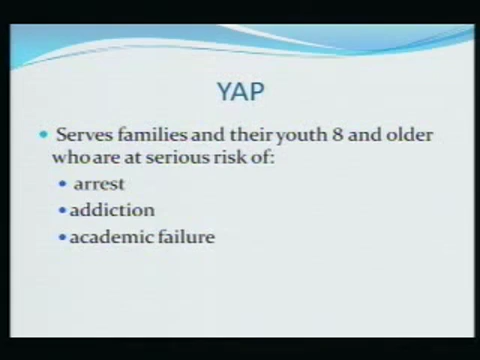 YAP
• Serves families and their youth 8 and older
who are at serious risk of:
• arrest
• addiction
• academic failure